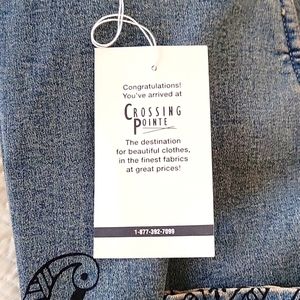 Congratulations!
You've arrived at
CROSSING
POINTE
The destination
for beautiful clothes,
in the finest fabrics
at great prices!
1-877-392-7099